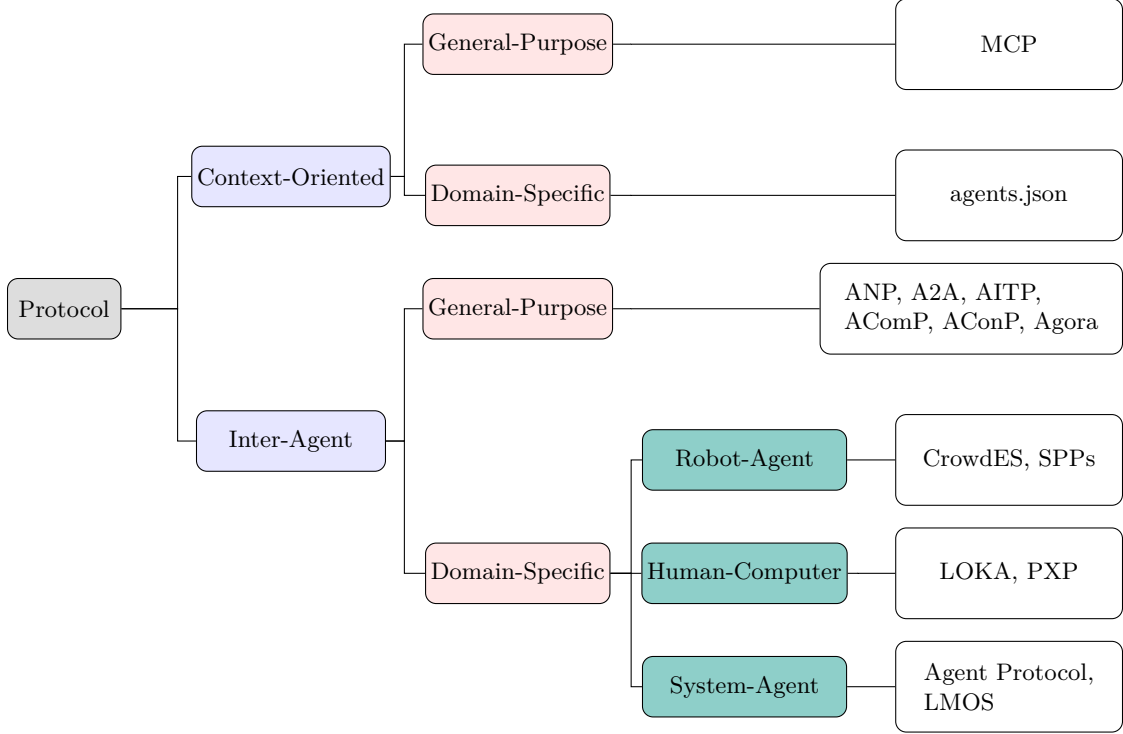 General-Purpose
MCP
Context-Oriented
Domain-Specific
agents.json
Protocol
General-Purpose
ANP, A2A, AITP,
AComP, AConP, Agora
Inter-Agent
Robot-Agent
CrowdES, SPPs
Domain-Specific
Human-Computer
LOKA, PXP
System-Agent
Agent Protocol,
LMOS